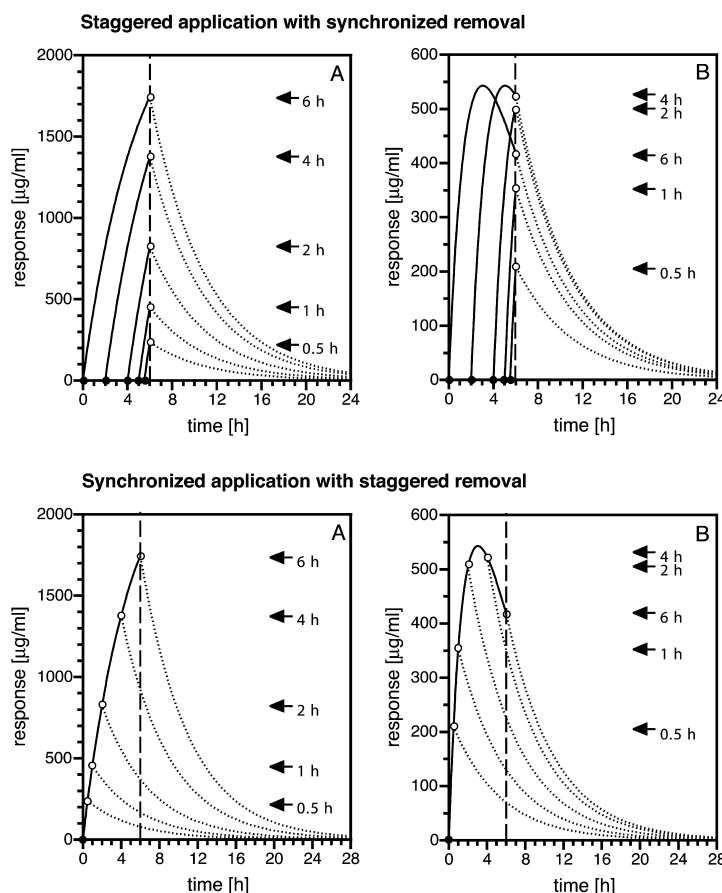 Staggered application with synchronized removal
A
response [µg/ml]
2000
1500
1000
500
0
6 h
4 h
2 h
1 h
0.5 h
0 4 8 12 16 20 24
time [h]
B
response [µg/ml]
600
500
400
300
200
100
0
4 h
2 h
6 h
1 h
0.5 h
0 4 8 12 16 20 24
time [h]
Synchronized application with staggered removal
A
response [µg/ml]
2000
1500
1000
500
0
6 h
4 h
2 h
1 h
0.5 h
0 4 8 12 16 20 24 28
time [h]
B
response [µg/ml]
600
500
400
300
200
100
0
4 h
2 h
6 h
1 h
0.5 h
0 4 8 12 16 20 24 28
time [h]